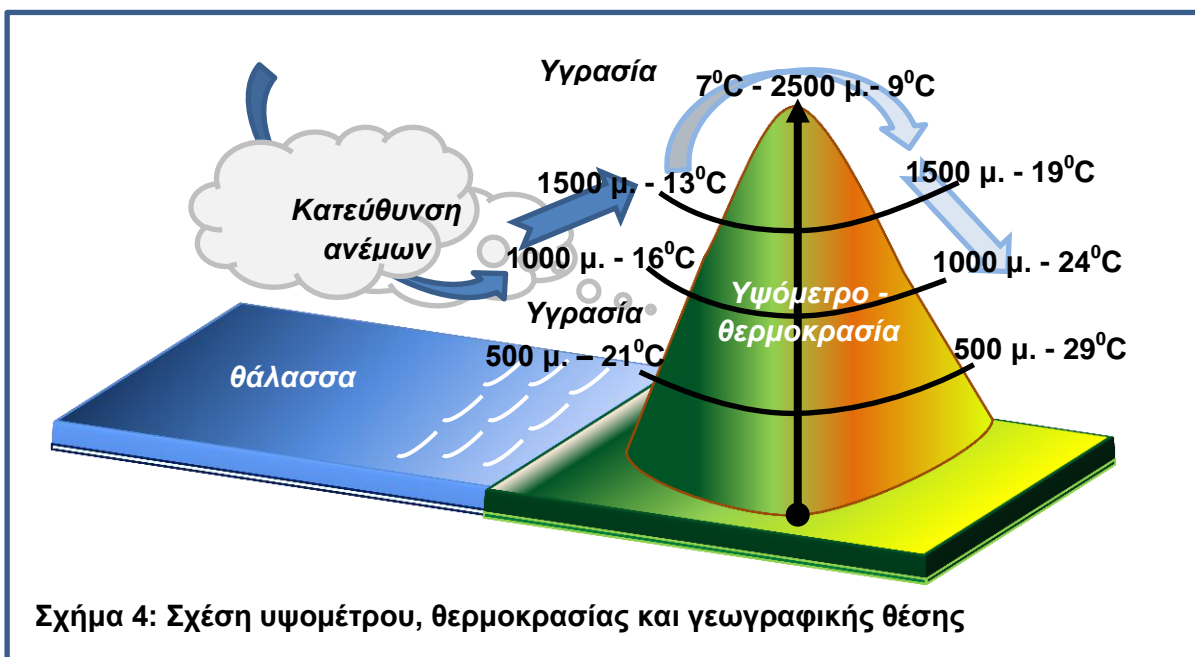 Υγρασία
7⁰C - 2500 μ.- 9⁰C
1500 μ. - 13⁰C
1500 μ. - 19⁰C
Κατεύθυνση
ανέμων
1000 μ. - 16⁰C
1000 μ. - 24⁰C
Υψόμετρο -
θερμοκρασία
Υγρασία
500 μ. – 21⁰C
500 μ. - 29⁰C
θάλασσα
Σχήμα 4: Σχέση υψομέτρου, θερμοκρασίας και γεωγραφικής θέσης